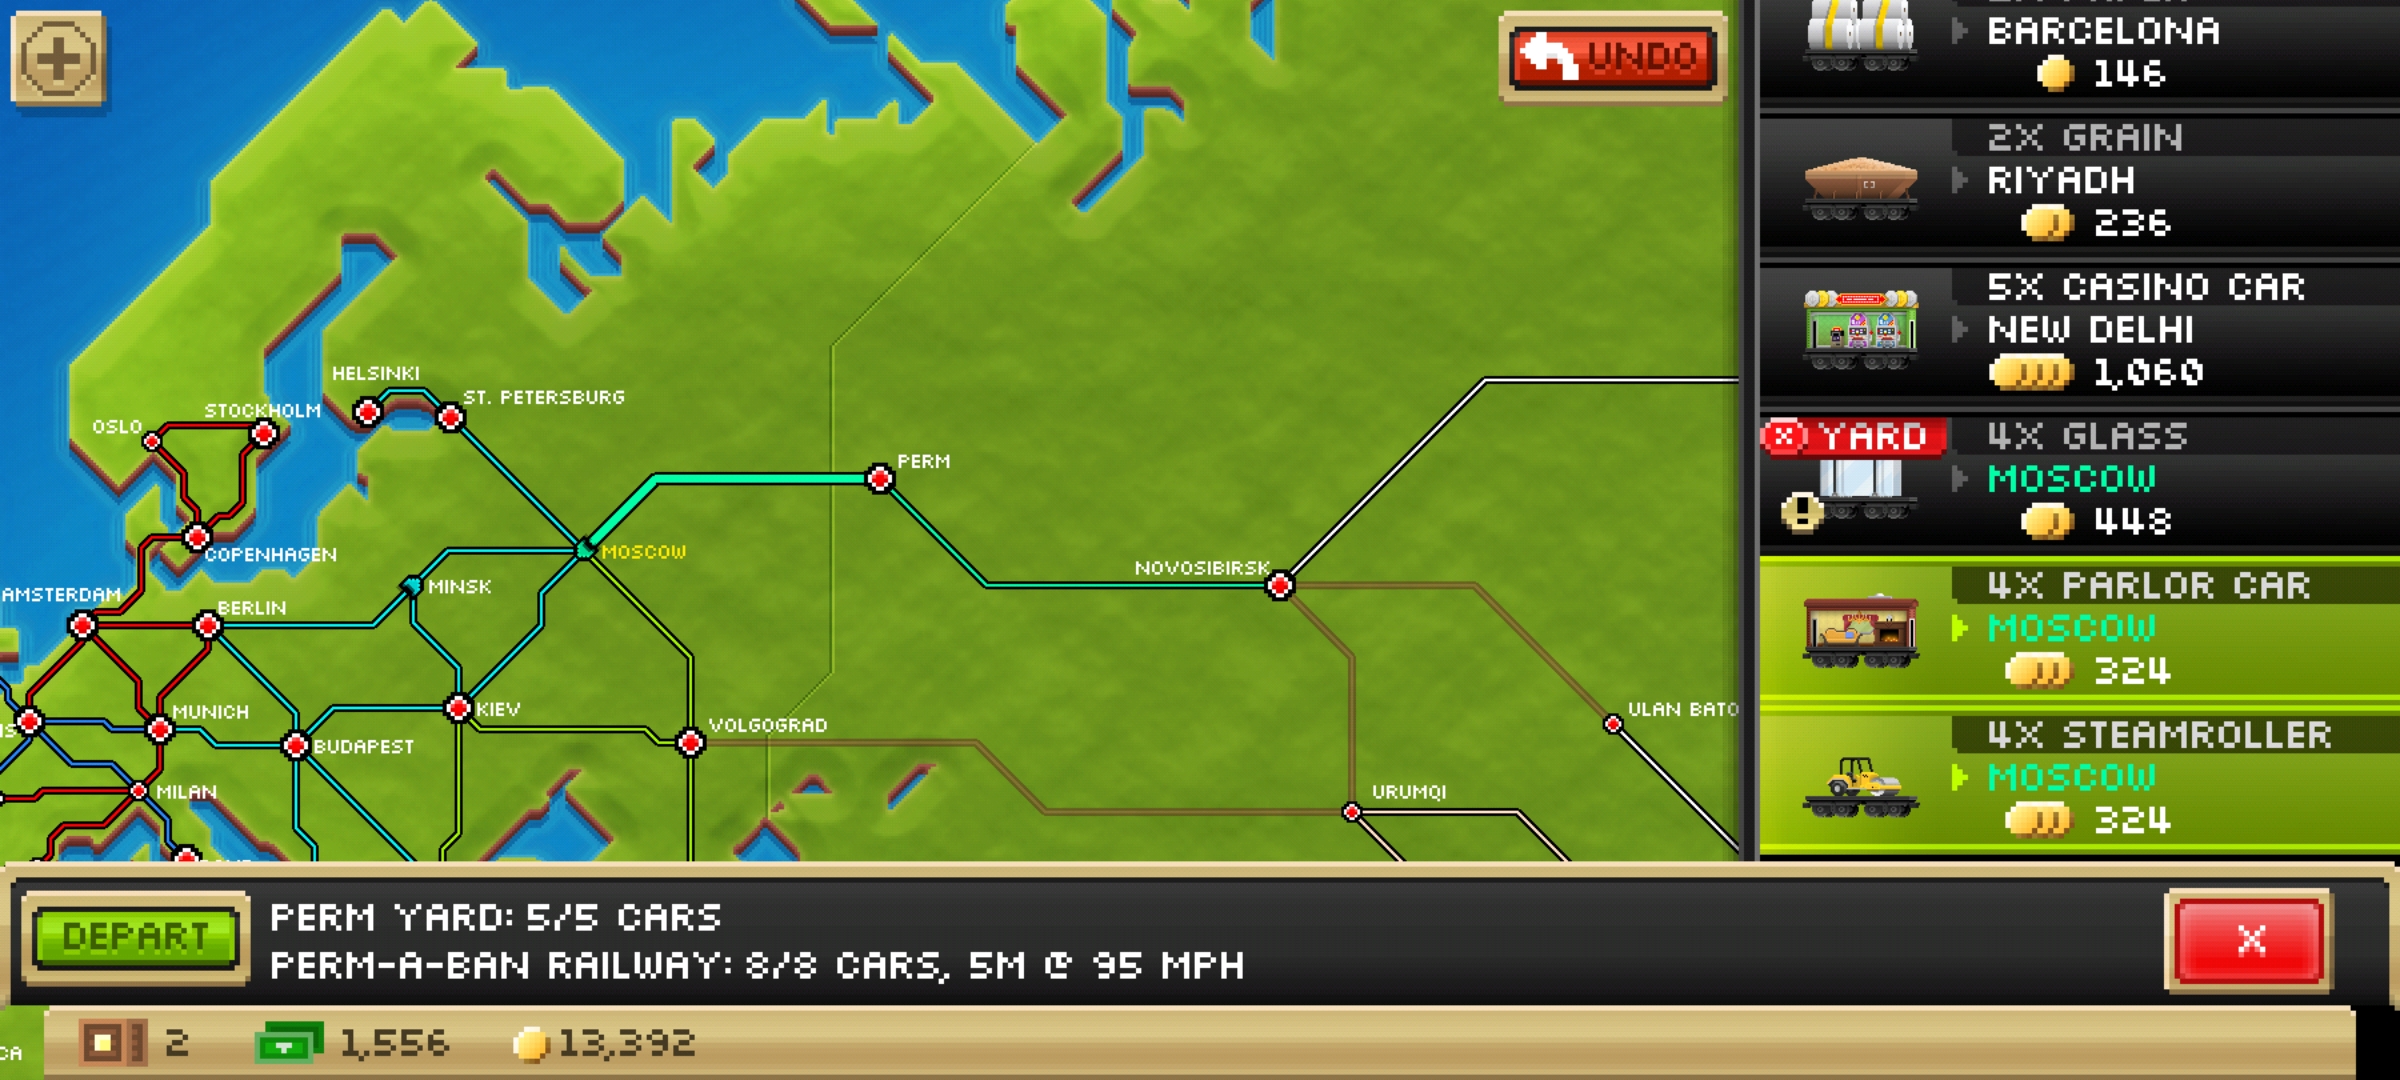 UNDO
BARCELONA
146
2X GRAIN
RIYADH
236
5X CASINO CAR
NEW DELHI
1,060
YARD
4X GLASS
MOSCOW
448
4X PARLOR CAR
MOSCOW
324
4X STEAMROLLER
MOSCOW
324
HELSINKI
ST. PETERSBURG
STOCKHOLM
OSLO
PERM
COPENHAGEN
MOSCOW
NOVOSIBIRSK
MINSK
AMSTERDAM
BERLIN
MUNICH
KIEV
ULAN BATO
VOLGOGRAD
BUDAPEST
MILAN
URUMQI
DEPART
PERM YARD: 5/5 CARS
PERM-A-BAN RAILWAY: 8/8 CARS, 5M @ 95 MPH
X
2
1,556
13,392
CA